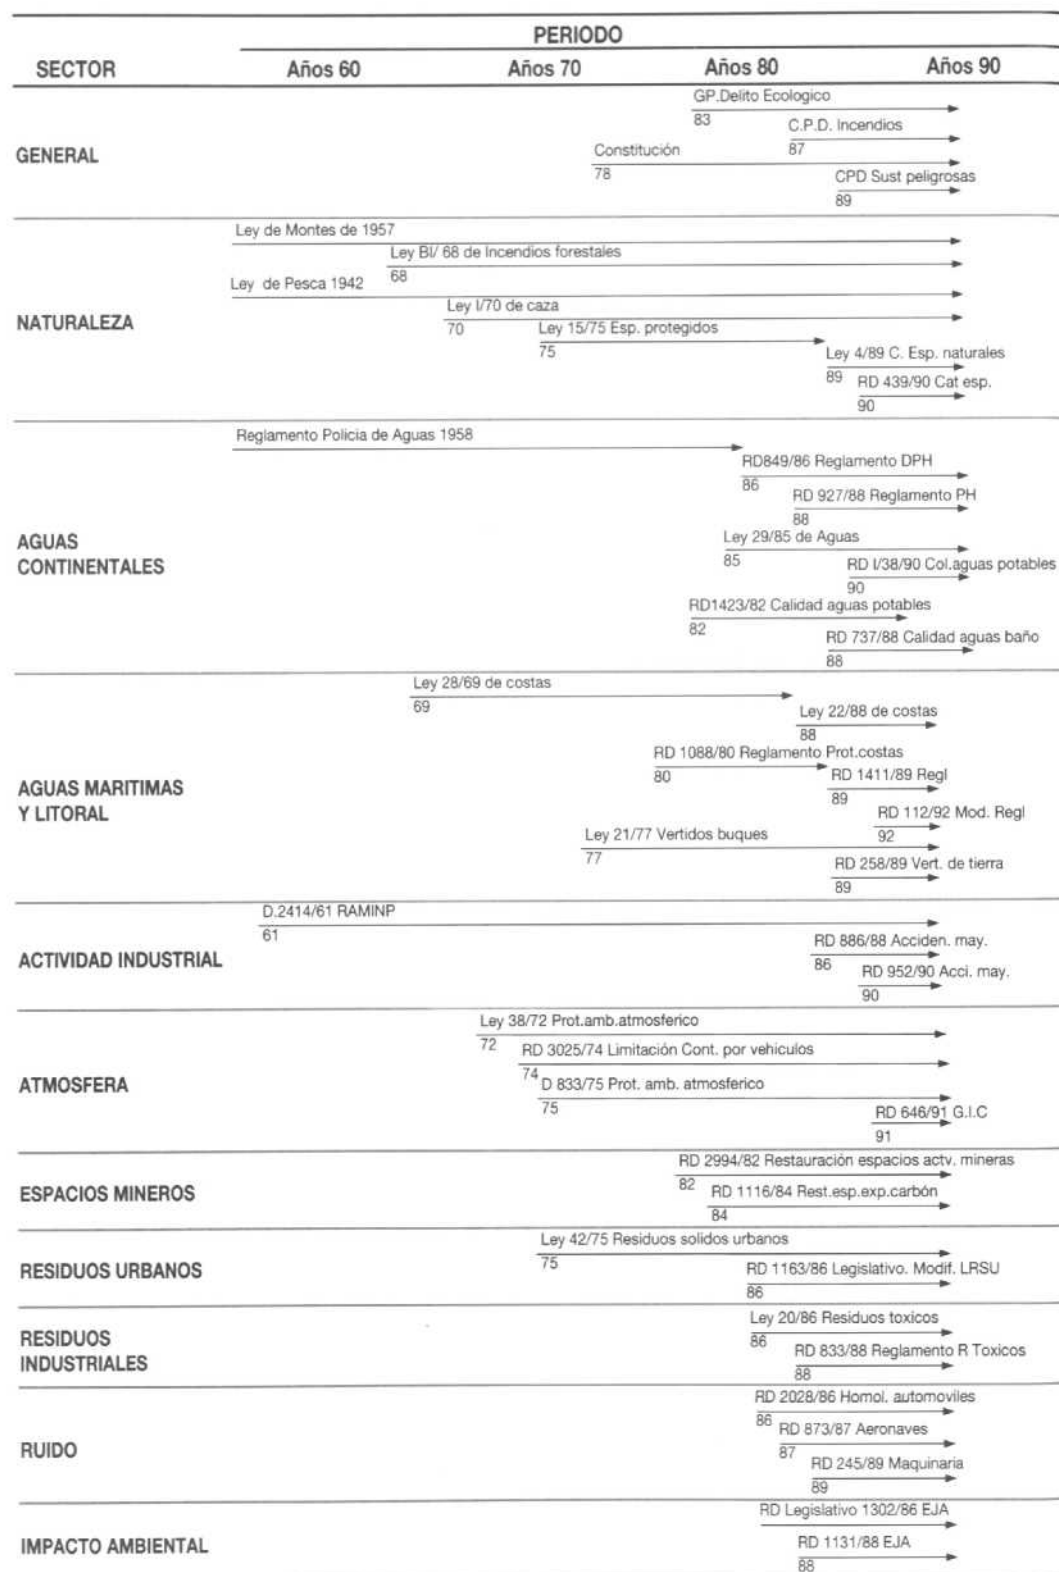 PERIODO
SECTOR Años 60 Años 70 Años 80 Años 90
GENERAL
GP.Delito Ecologico
83
C.P.D. Incendios
87
Constitución
78
CPD Sust peligrosas
89
NATURALEZA
Ley de Montes de 1957
Ley BI/ 68 de Incendios forestales
68
Ley de Pesca 1942
Ley I/70 de caza
70
Ley 15/75 Esp. protegidos
75
Ley 4/89 C. Esp. naturales
89
RD 439/90 Cat esp.
90
AGUAS
CONTINENTALES
Reglamento Policia de Aguas 1958
RD849/86 Reglamento DPH
86
RD 927/88 Reglamento PH
88
Ley 29/85 de Aguas
85
RD I/38/90 Col.aguas potables
90
RD1423/82 Calidad aguas potables
82
RD 737/88 Calidad aguas baño
88
AGUAS MARITIMAS
Y LITORAL
Ley 28/69 de costas
69
Ley 22/88 de costas
88
RD 1088/80 Reglamento Prot.costas
80
RD 1411/89 Regl
89
RD 112/92 Mod. Regl
92
Ley 21/77 Vertidos buques
77
RD 258/89 Vert. de tierra
89
ACTIVIDAD INDUSTRIAL
D.2414/61 RAMINP
61
RD 886/88 Acciden. may.
86
RD 952/90 Acci. may.
90
ATMOSFERA
Ley 38/72 Prot.amb.atmosferico
72
RD 3025/74 Limitación Cont. por vehiculos
74
D 833/75 Prot. amb. atmosferico
75
RD 646/91 G.I.C
91
ESPACIOS MINEROS
RD 2994/82 Restauración espacios actv. mineras
82
RD 1116/84 Rest.esp.exp.carbón
84
RESIDUOS URBANOS
Ley 42/75 Residuos solidos urbanos
75
RD 1163/86 Legislativo. Modif. LRSU
86
RESIDUOS
INDUSTRIALES
Ley 20/86 Residuos toxicos
86
RD 833/88 Reglamento R Toxicos
88
RUIDO
RD 2028/86 Homol. automoviles
86
RD 873/87 Aeronaves
87
RD 245/89 Maquinaria
89
IMPACTO AMBIENTAL
RD Legislativo 1302/86 EJA
RD 1131/88 EJA
88